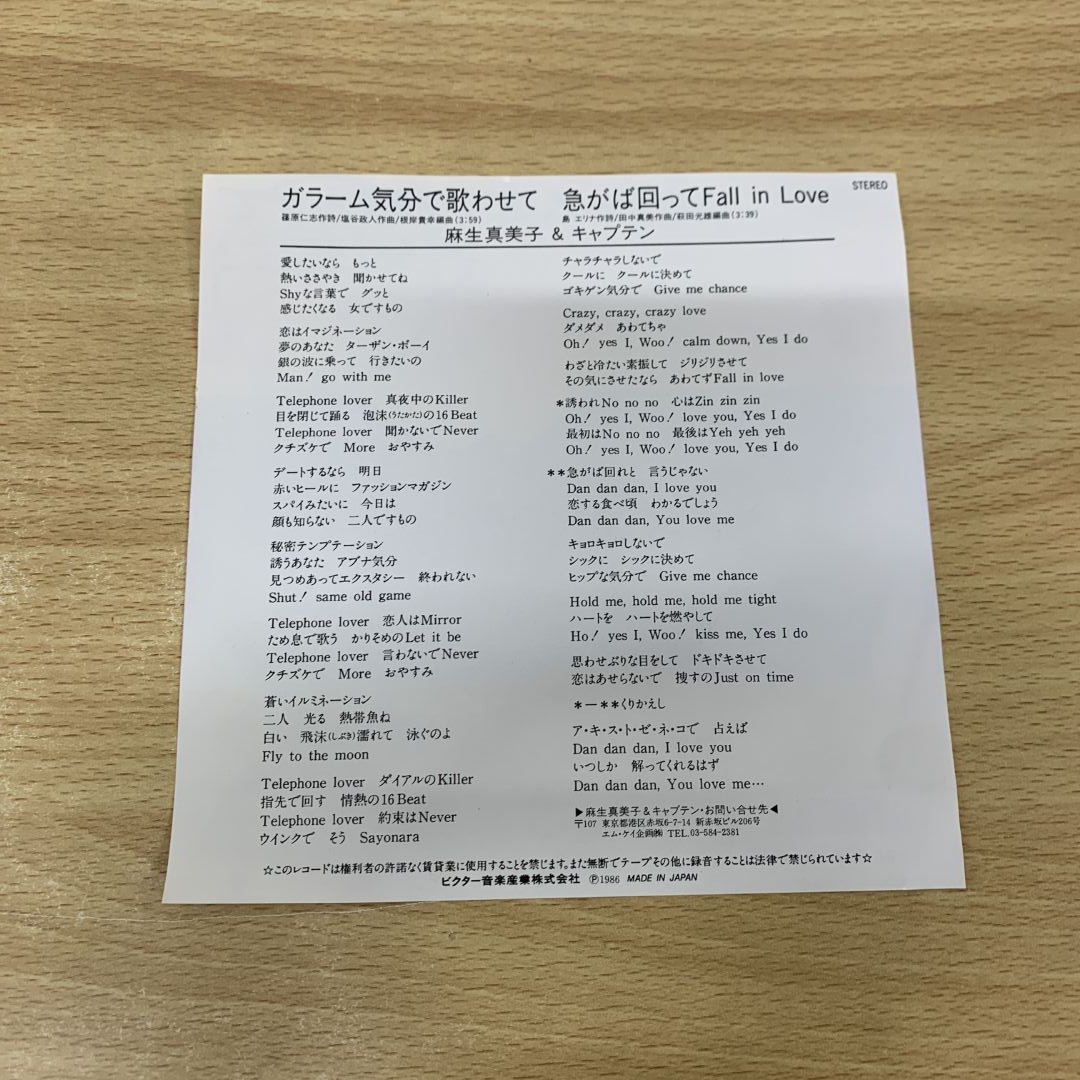 STEREO
ガラーム気分で歌わせて
篠原仁志作詩/塩谷政人作曲/根岸貴幸編曲(3:59)
急がば回ってFall in Love
島 エリナ作詩/田中真美作曲/萩田光雄編曲(3:39)
麻生真美子 & キャプテン
愛したいなら もっと
熱いささやき 聞かせてね
Shyな言葉で グッと
感じたくなる 女ですもの
恋はイマジネーション
夢のあなた ターザン・ボーイ
銀の波に乗って 行きたいの
Man! go with me
Telephone lover 真夜中のKiller
目を閉じて踊る 泡沫(うたかた)の16 Beat
Telephone lover 聞かないでNever
クチズケで More おやすみ
デートするなら 明日
赤いヒールに ファッションマガジン
スパイみたいに 今日は
顔も知らない 二人ですもの
秘密テンプテーション
誘うあなた アブナ気分
見つめあってエクスタシー 終われない
Shut! same old game
Telephone lover 恋人はMirror
ため息で歌う かりそめのLet it be
Telephone lover 言わないでNever
クチズケで More おやすみ
蒼いイルミネーション
二人 光る 熱帯魚ね
白い 飛沫(しぶき)濡れて 泳ぐのよ
Fly to the moon
Telephone lover ダイアルのKiller
指先で回す 情熱の16 Beat
Telephone lover 約束はNever
ウインクで そう Sayonara
チャラチャラしないで
クールに クールに決めて
ゴキゲン気分で Give me chance
Crazy, crazy, crazy love
ダメダメ あわてちゃ
Oh! yes I, Woo! calm down, Yes I do
わざと冷たい素振して ジリジリさせて
その気にさせたなら あわてずFall in love
*誘われNo no no 心はZin zin zin
Oh! yes I, Woo! love you, Yes I do
最初はNo no no 最後はYeh yeh yeh
Oh! yes I, Woo! love you, Yes I do
**急がば回れと 言うじゃない
Dan dan dan, I love you
恋する食べ頃 わかるでしょう
Dan dan dan, You love me
キョロキョロしないで
シックに シックに決めて
ヒップな気分で Give me chance
Hold me, hold me, hold me tight
ハートを ハートを燃やして
Ho! yes I, Woo! kiss me, Yes I do
思わせぶりな目をして ドキドキさせて
恋はあせらないで 捜すのJust on time
*—**くりかえし
ア・キ・ス・ト・ゼ・ネ・コで 占えば
Dan dan dan, I love you
いつしか 解ってくれるはず
Dan dan dan, You love me…
▶麻生真美子&キャプテン・お問い合せ先◀
〒107 東京都港区赤坂6-7-14 新赤坂ビル206号
エム・ケイ企画㈱ TEL.03-584-2381
☆このレコードは権利者の許諾なく賃貸業に使用することを禁じます。また無断でテープその他に録音することは法律で禁じられています☆
ビクター音楽産業株式会社 Ⓟ1986 MADE IN JAPAN